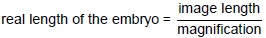 real length of the embryo = image length / magnification